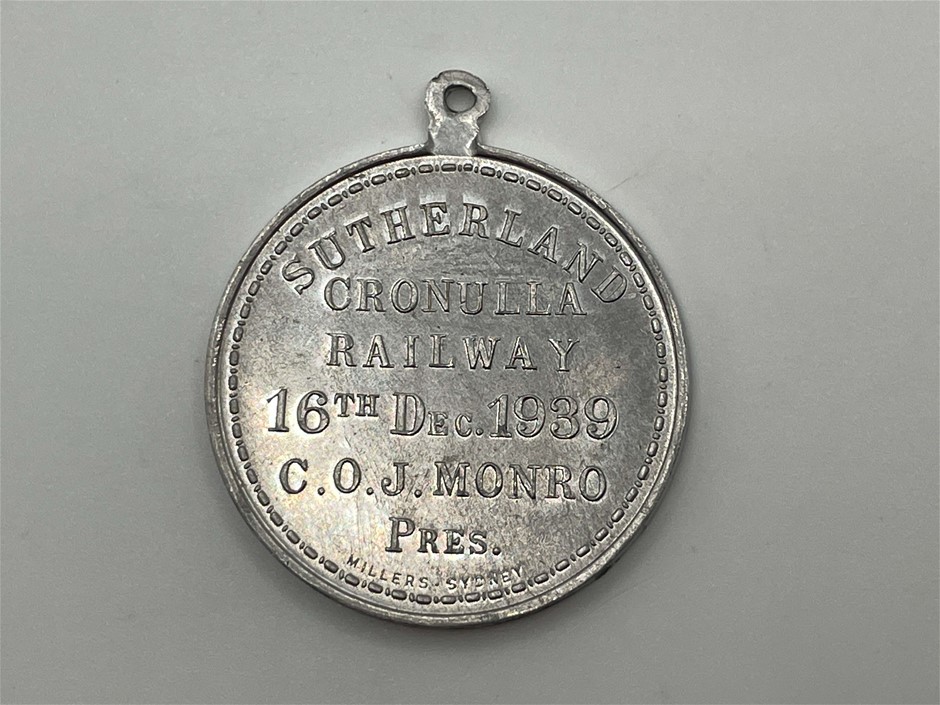 SUTHERLAND
CRONULLA
RAILWAY
16TH DEC. 1939
C.O.J. MONRO
PRES.
MILLERS. SYDNEY